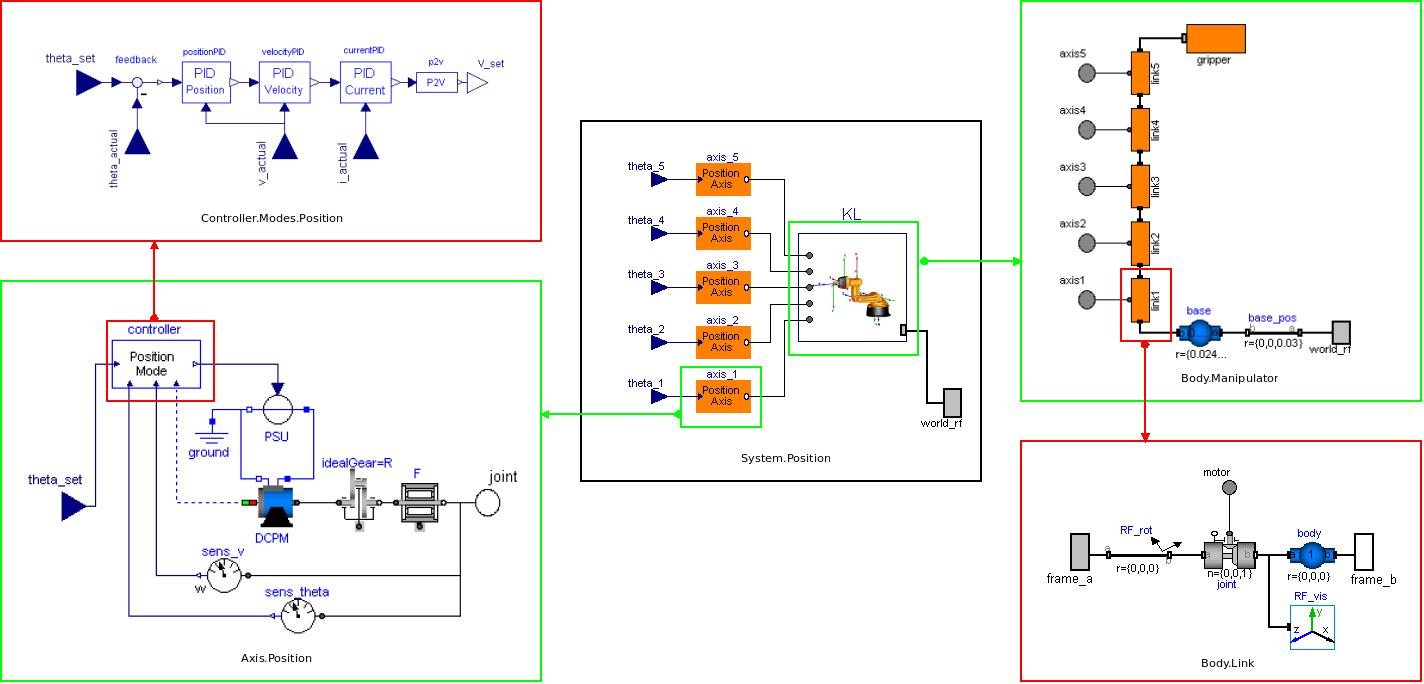 theta_set
feedback
positionPID
velocityPID
currentPID
p2v
V_set
PID
Position
PID
Velocity
PID
Current
P2V
-
theta_actual
v_actual
i_actual
Controller.Modes.Position
controller
Position
Mode
ground
PSU
theta_set
idealGear=R
F
joint
DCPM
sens_v
w
sens_theta
Axis.Position
theta_5
axis_5
Position
Axis
theta_4
axis_4
Position
Axis
theta_3
axis_3
Position
Axis
theta_2
axis_2
Position
Axis
theta_1
axis_1
Position
Axis
KL
world_rf
System.Position
gripper
axis5
link5
axis4
link4
axis3
link3
axis2
link2
axis1
link1
base
r={0.024...
base_pos
b
a
r={0,0,0.03}
world_rf
Body.Manipulator
motor
RF_rot
a
b
r={0,0,0}
frame_a
a
b
n={0,0,1}
joint
body
1
r={0,0,0}
frame_b
RF_vis
y
z
x
Body.Link